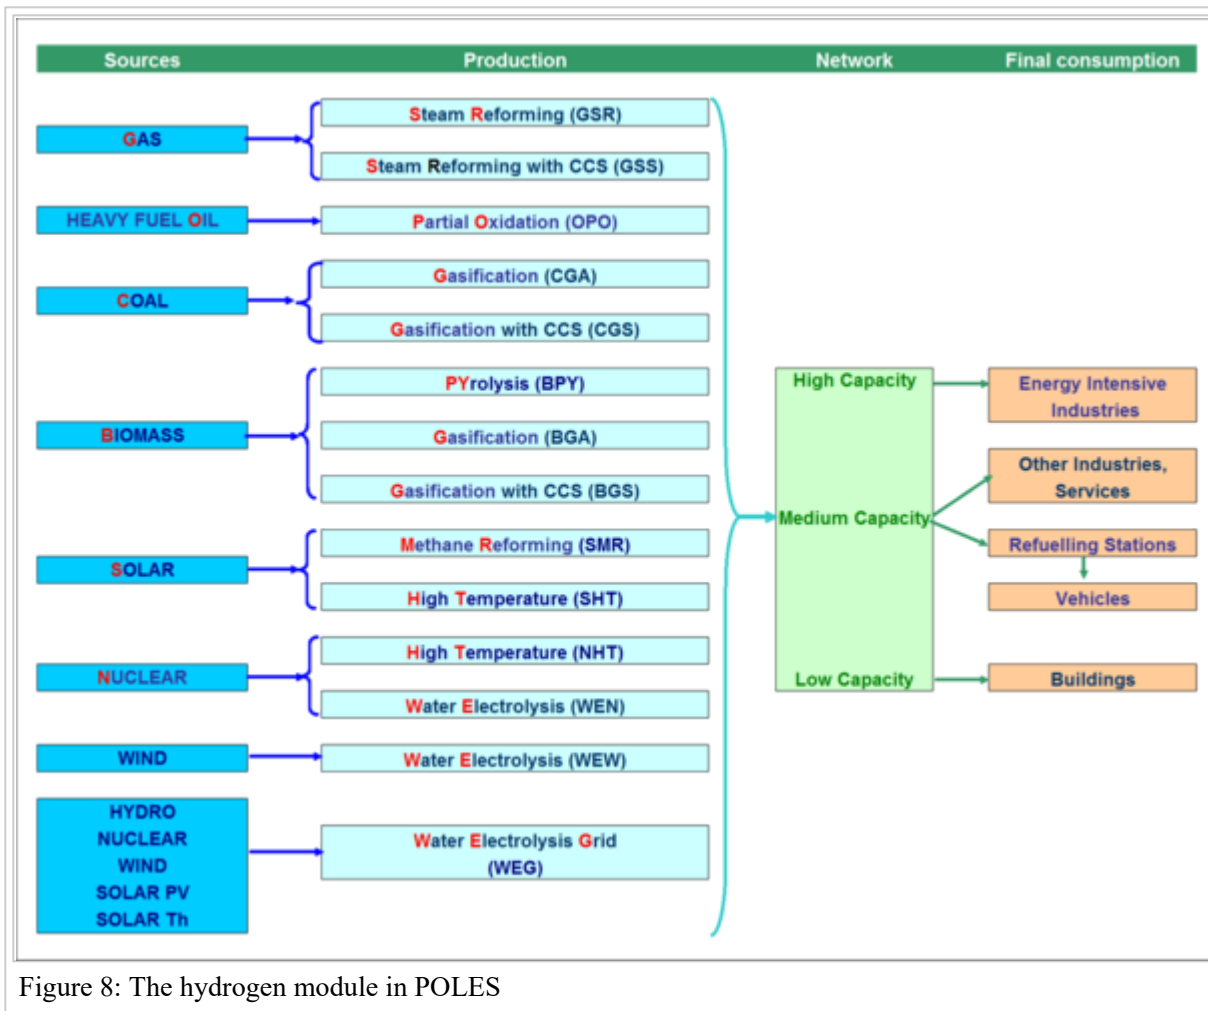 Sources
Production
Network
Final consumption
GAS
Steam Reforming (GSR)
Steam Reforming with CCS (GSS)
HEAVY FUEL OIL
Partial Oxidation (OPO)
COAL
Gasification (CGA)
Gasification with CCS (CGS)
BIOMASS
PYrolysis (BPY)
Gasification (BGA)
Gasification with CCS (BGS)
SOLAR
Methane Reforming (SMR)
High Temperature (SHT)
NUCLEAR
High Temperature (NHT)
Water Electrolysis (WEN)
WIND
Water Electrolysis (WEW)
HYDRO
NUCLEAR
WIND
SOLAR PV
SOLAR Th
Water Electrolysis Grid
(WEG)
High Capacity
Medium Capacity
Low Capacity
Energy Intensive
Industries
Other Industries,
Services
Refuelling Stations
Vehicles
Buildings
Figure 8: The hydrogen module in POLES